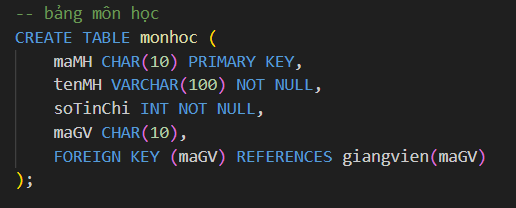 -- bảng môn học
CREATE TABLE monhoc (
    maMH CHAR(10) PRIMARY KEY,
    tenMH VARCHAR(100) NOT NULL,
    soTinChi INT NOT NULL,
    maGV CHAR(10),
    FOREIGN KEY (maGV) REFERENCES giangvien(maGV)
);